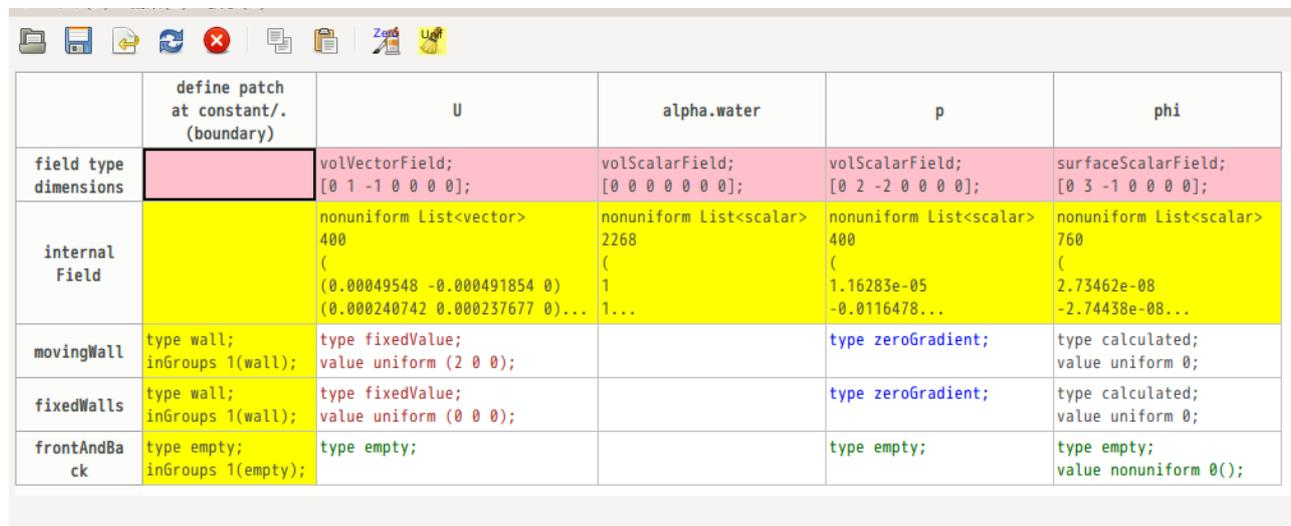 Zero
Unif
define patch
at constant/.
(boundary)
U
alpha.water
p
phi
field type
dimensions
volVectorField;
[0 1 -1 0 0 0 0];
volScalarField;
[0 0 0 0 0 0 0];
volScalarField;
[0 2 -2 0 0 0 0];
surfaceScalarField;
[0 3 -1 0 0 0 0];
internal
Field
nonuniform List<vector>
400
(
(0.00049548 -0.000491854 0)
(0.000240742 0.000237677 0)...
nonuniform List<scalar>
2268
(
1
1...
nonuniform List<scalar>
400
(
1.16283e-05
-0.0116478...
nonuniform List<scalar>
760
(
2.73462e-08
-2.74438e-08...
movingWall
type wall;
inGroups 1(wall);
type fixedValue;
value uniform (2 0 0);
type zeroGradient;
type calculated;
value uniform 0;
fixedWalls
type wall;
inGroups 1(wall);
type fixedValue;
value uniform (0 0 0);
type zeroGradient;
type calculated;
value uniform 0;
frontAndBa
ck
type empty;
inGroups 1(empty);
type empty;
type empty;
type empty;
value nonuniform 0();